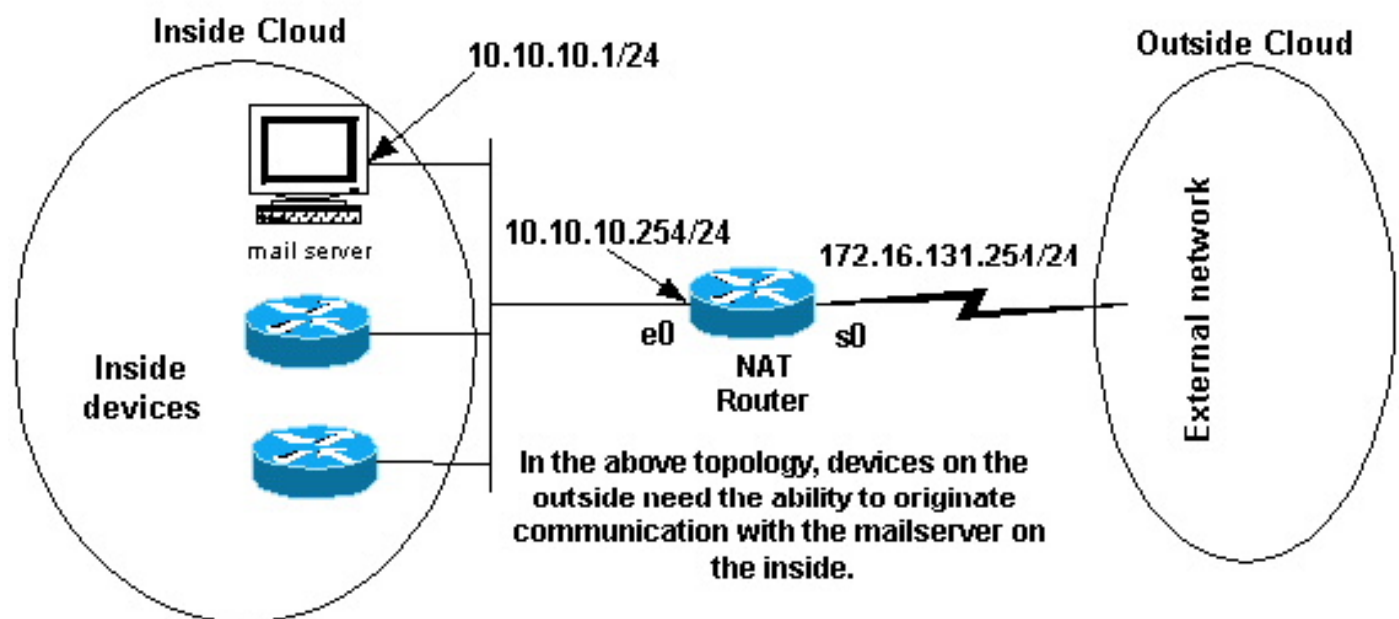 Inside Cloud
10.10.10.1/24
Outside Cloud
mail server
10.10.10.254/24
172.16.131.254/24
External network
e0
s0
NAT
Router
Inside
devices
In the above topology, devices on the
outside need the ability to originate
communication with the mailserver on
the inside.